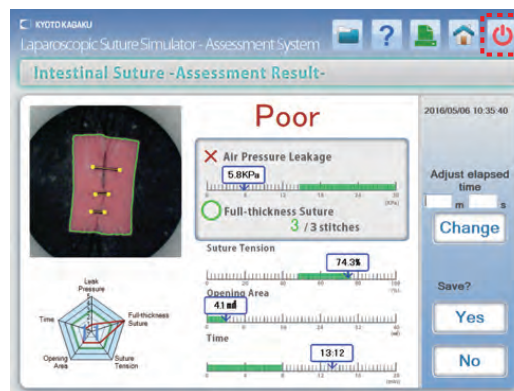 KYOTO KAGAKU
Laparoscopic Suture Simulator - Assessment System
?
Intestinal Suture -Assessment Result-
Poor
2016/05/06 10:35:40
Air Pressure Leakage
5.8KPa
Full-thickness Suture
3 /3 stitches
Suture Tension
74.3%
Opening Area
Time
13:12
Adjust elapsed
time
m s
Change
Save?
Yes
No
Leak
Pressure
Full-thickness
Suture
Suture
Tension
Opening
Area
Time